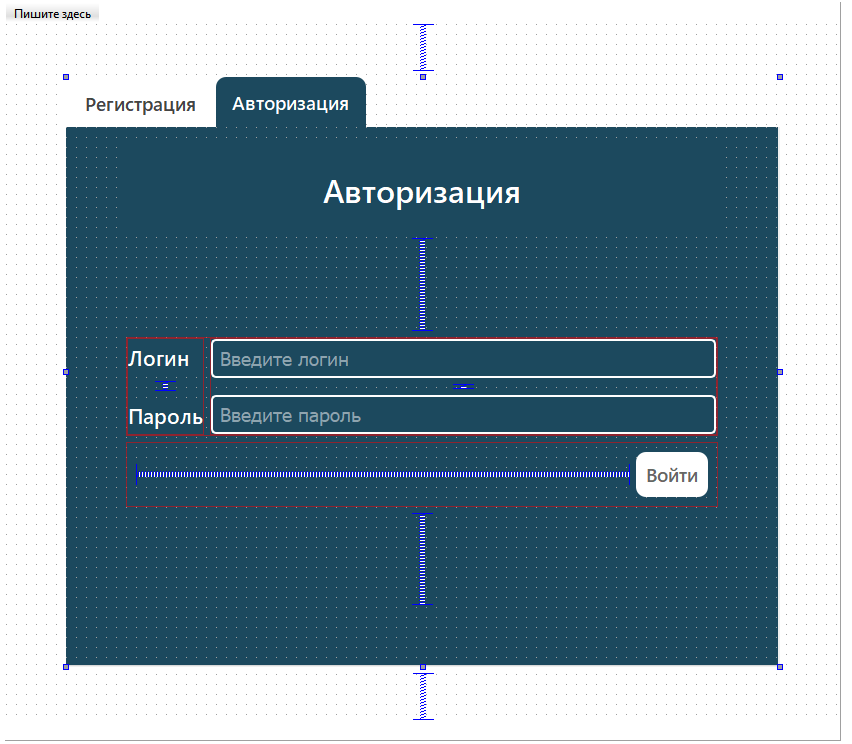 Пишите здесь
Регистрация
Авторизация
Авторизация
Логин
Введите логин
Пароль
Введите пароль
Войти